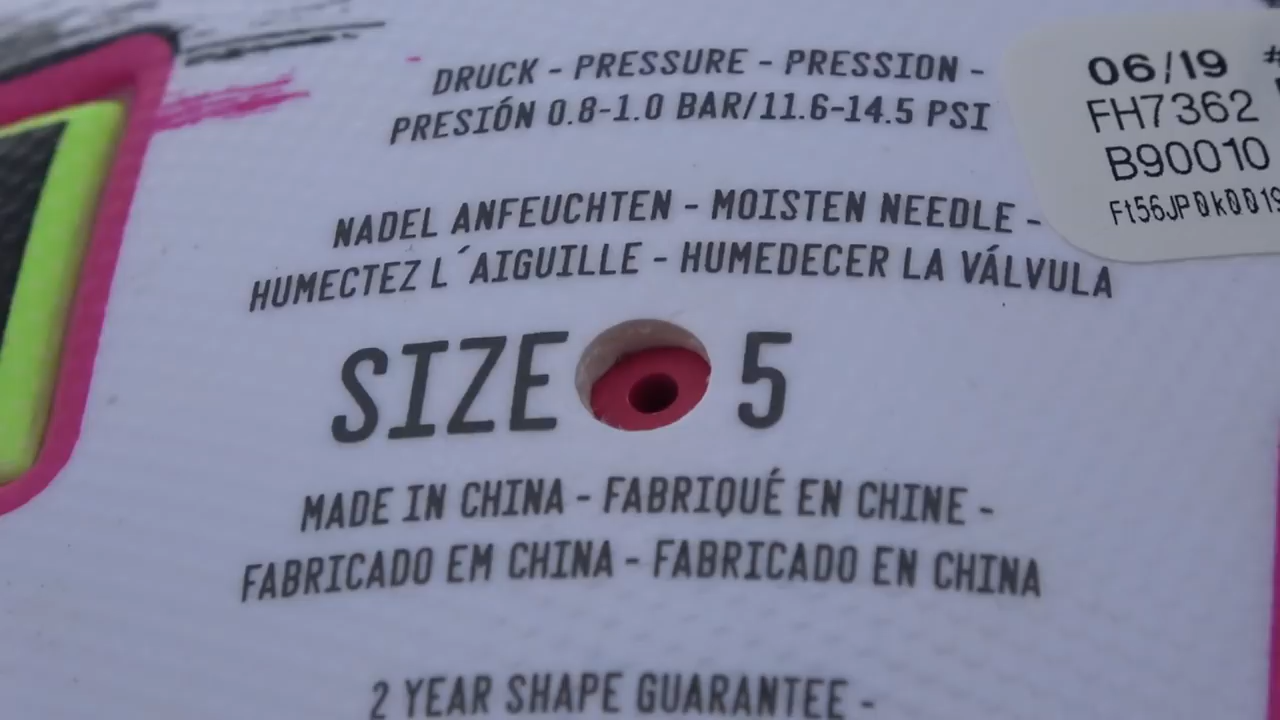 DRUCK - PRESSURE - PRESSION -
PRESIÓN 0.8-1.0 BAR/11.6-14.5 PSI
06/19 #
FH7362
B90010
Ft56JP0k0019
NADEL ANFEUCHTEN - MOISTEN NEEDLE -
HUMECTEZ L´AIGUILLE - HUMEDECER LA VÁLVULA
SIZE 5
MADE IN CHINA - FABRIQUÉ EN CHINE -
FABRICADO EM CHINA - FABRICADO EN CHINA
2 YEAR SHAPE GUARANTEE -